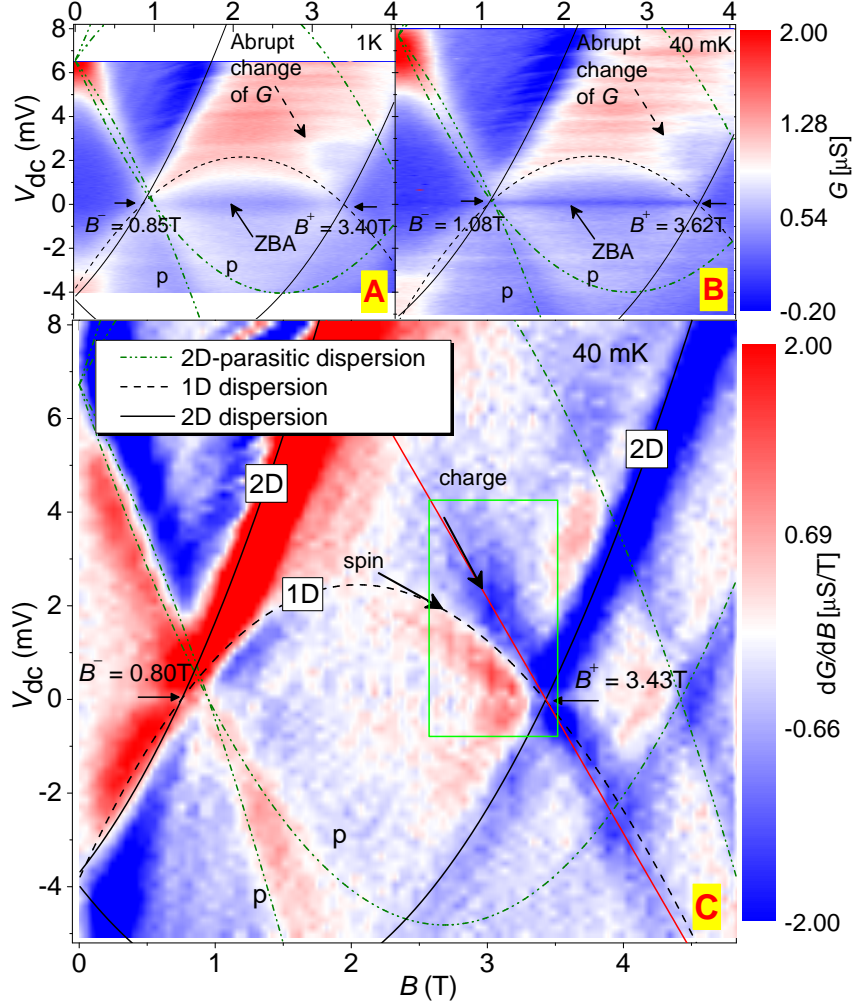 0 1 2 3 4 0 1 2 3 4
8
6
4
2
0
-2
-4
V_dc (mV)
Abrupt change of G
1K
B⁻ = 0.85T
B⁺ = 3.40T
ZBA
p
p
A
Abrupt change of G
40 mK
B⁻ = 1.08T
B⁺ = 3.62T
ZBA
p
p
B
2.00
1.28
0.54
-0.20
G [µS]
8
6
4
2
0
-2
-4
V_dc (mV)
2D-parasitic dispersion
1D dispersion
2D dispersion
40 mK
2D
2D
charge
spin
1D
B⁻ = 0.80T
B⁺ = 3.43T
p
p
C
0 1 2 3 4
B (T)
2.00
0.69
-0.66
-2.00
dG/dB [µS/T]